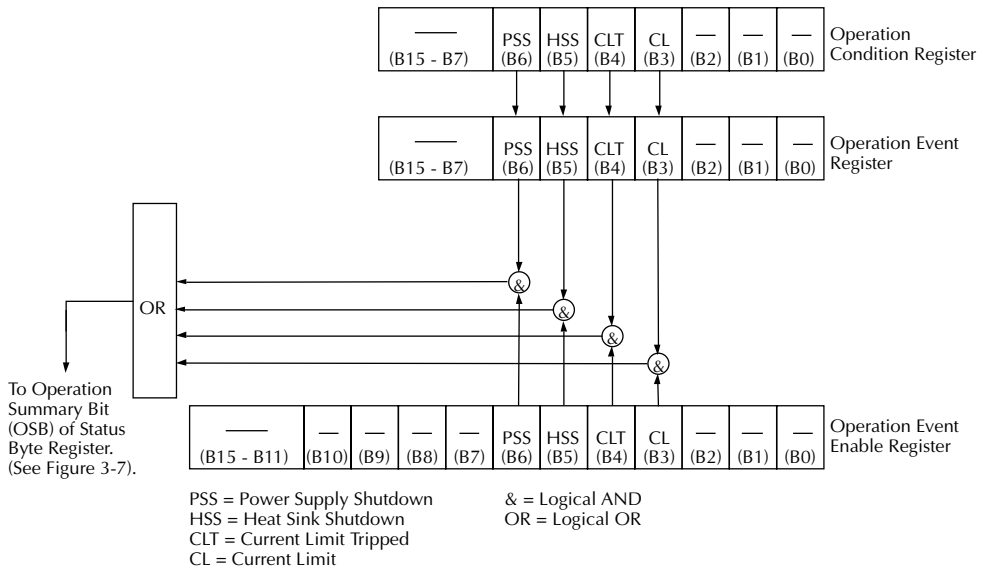 PSS HSS CLT CL — — —
(B15 - B7) (B6) (B5) (B4) (B3) (B2) (B1) (B0)
Operation
Condition Register
PSS HSS CLT CL — — —
(B15 - B7) (B6) (B5) (B4) (B3) (B2) (B1) (B0)
Operation Event
Register
&
&
&
&
OR
To Operation
Summary Bit
(OSB) of Status
Byte Register.
(See Figure 3-7).
— — — — — PSS HSS CLT CL — — —
(B15 - B11) (B10) (B9) (B8) (B7) (B6) (B5) (B4) (B3) (B2) (B1) (B0)
Operation Event
Enable Register
PSS = Power Supply Shutdown
HSS = Heat Sink Shutdown
CLT = Current Limit Tripped
CL = Current Limit
& = Logical AND
OR = Logical OR